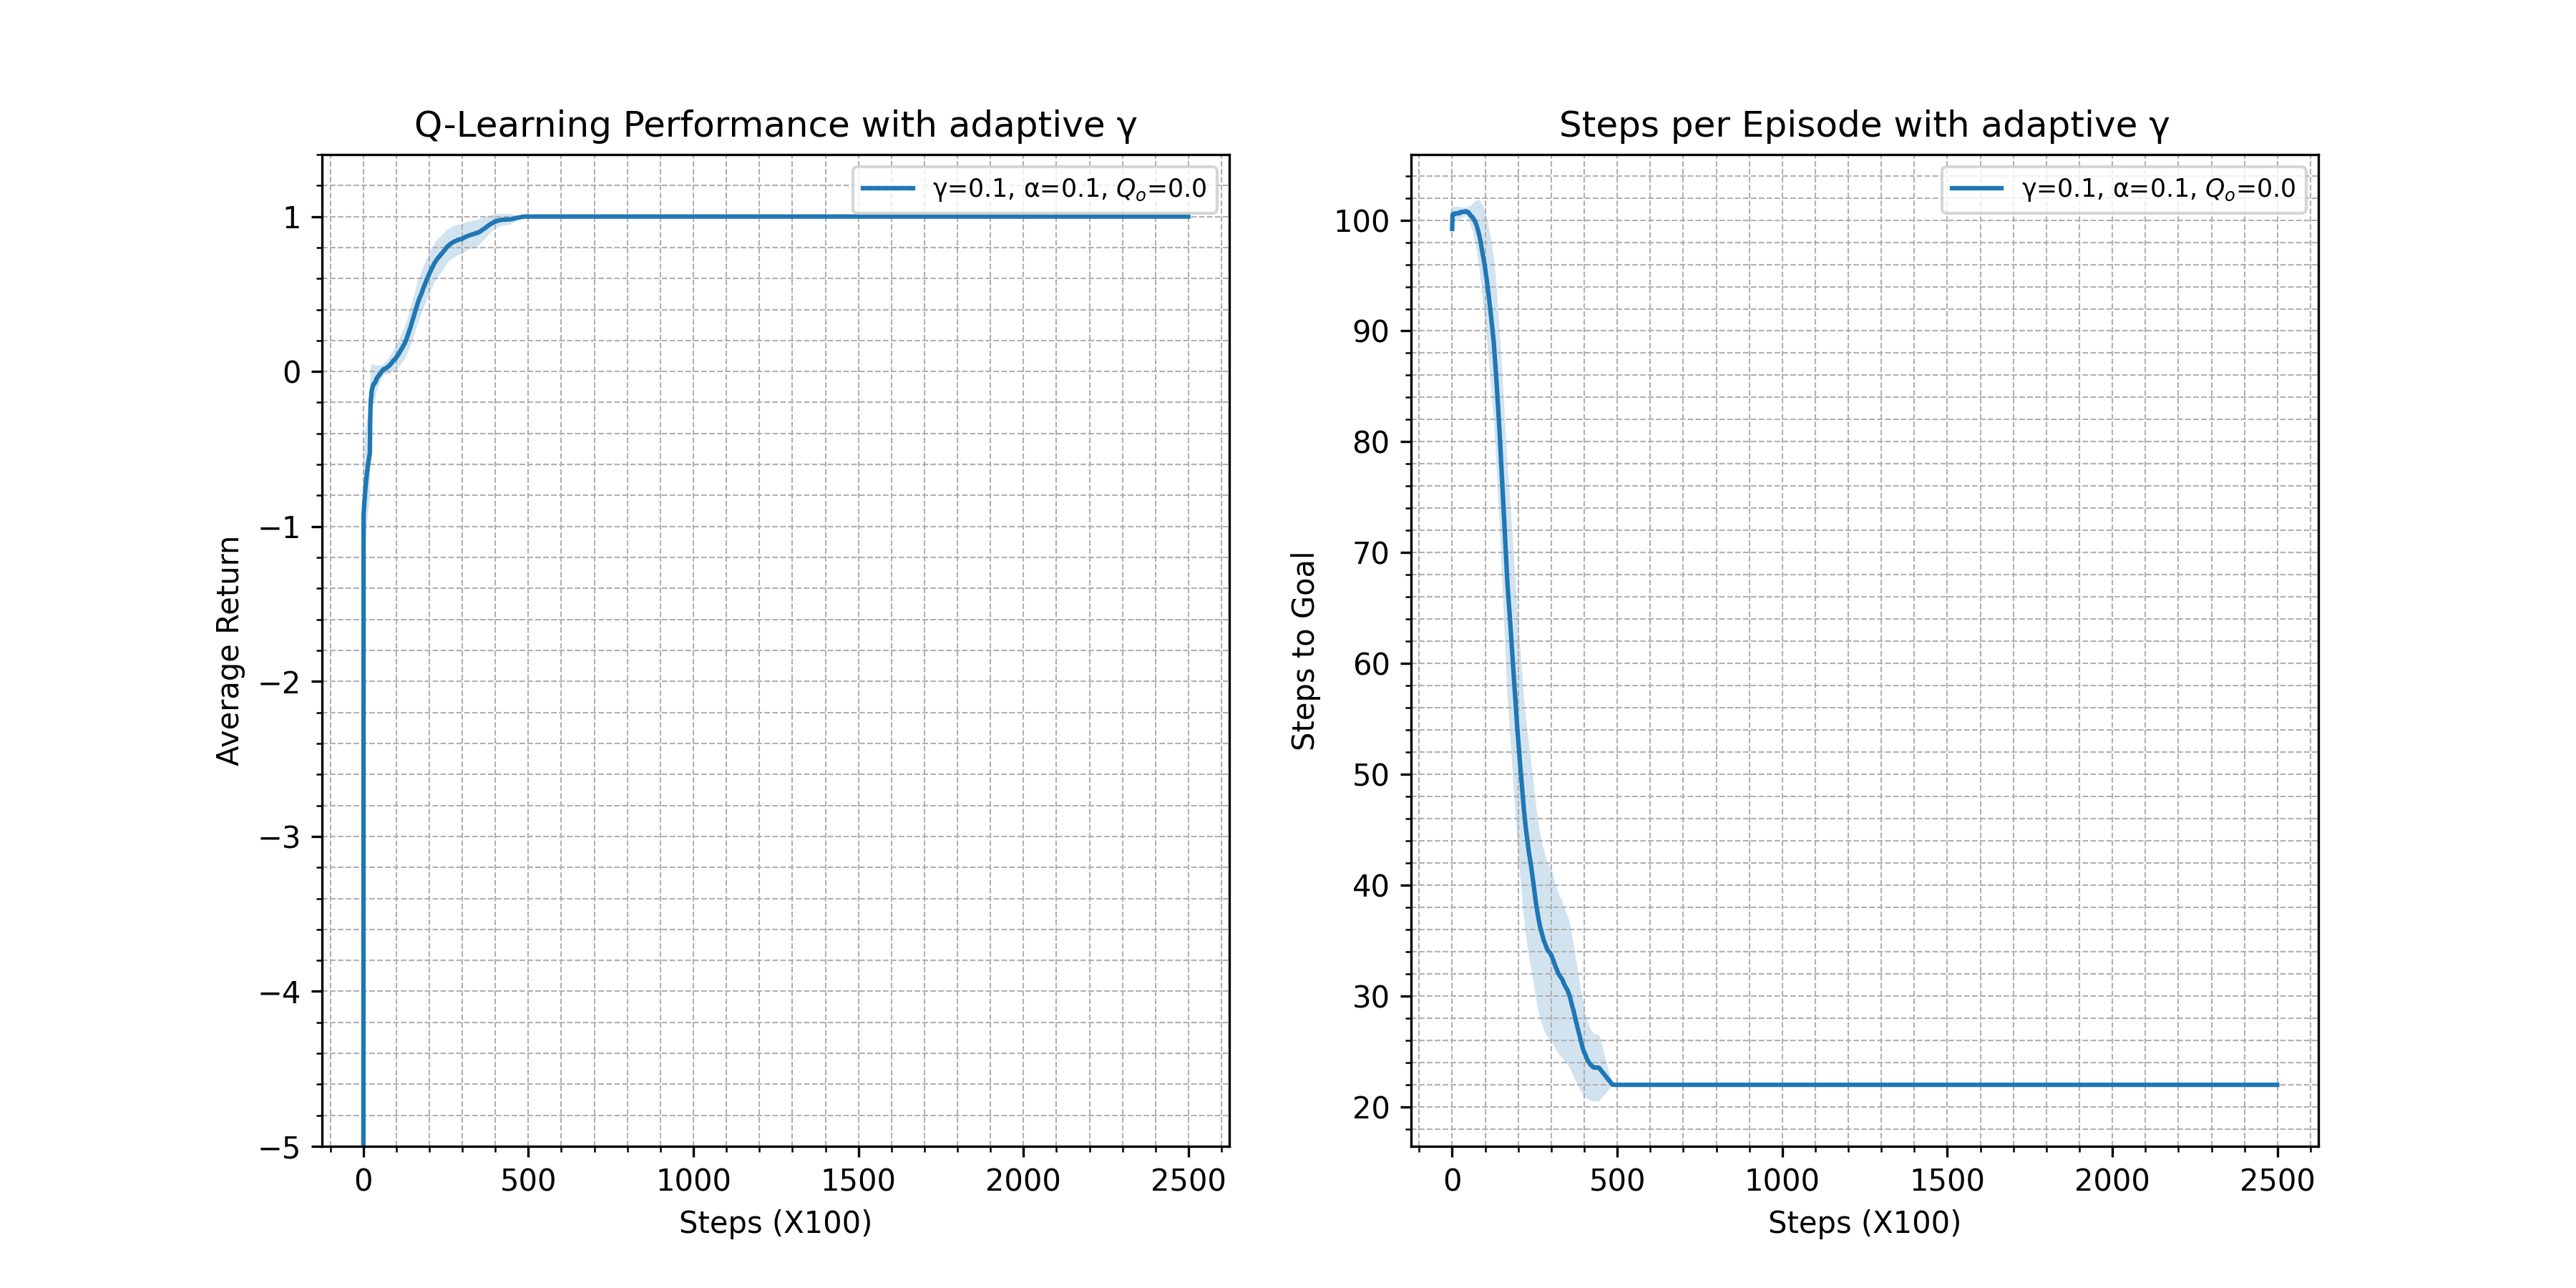 Q-Learning Performance with adaptive γ
γ=0.1, α=0.1, Qₒ=0.0
1
0
−1
−2
−3
−4
−5
Average Return
0 500 1000 1500 2000 2500
Steps (X100)
Steps per Episode with adaptive γ
γ=0.1, α=0.1, Qₒ=0.0
100
90
80
70
60
50
40
30
20
Steps to Goal
0 500 1000 1500 2000 2500
Steps (X100)